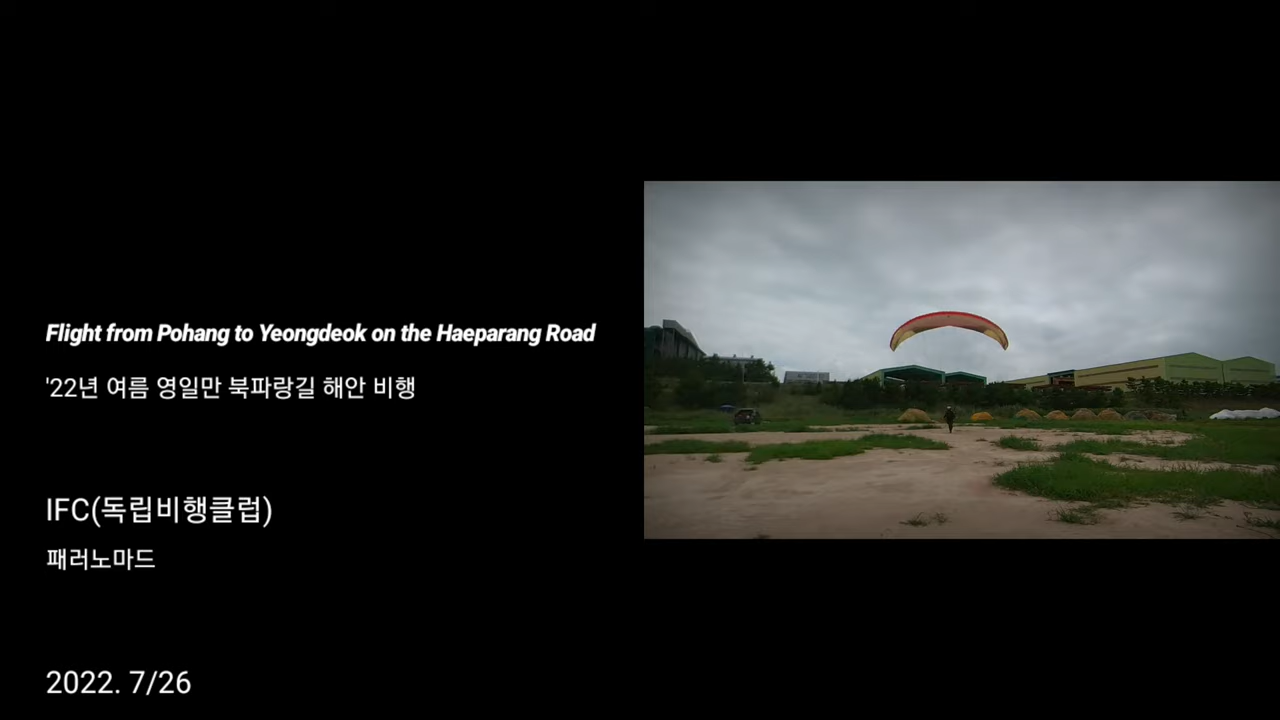 Flight from Pohang to Yeongdeok on the Haeparang Road
'22년 여름 영일만 북파랑길 해안 비행
IFC(독립비행클럽)
패러노마드
2022. 7/26